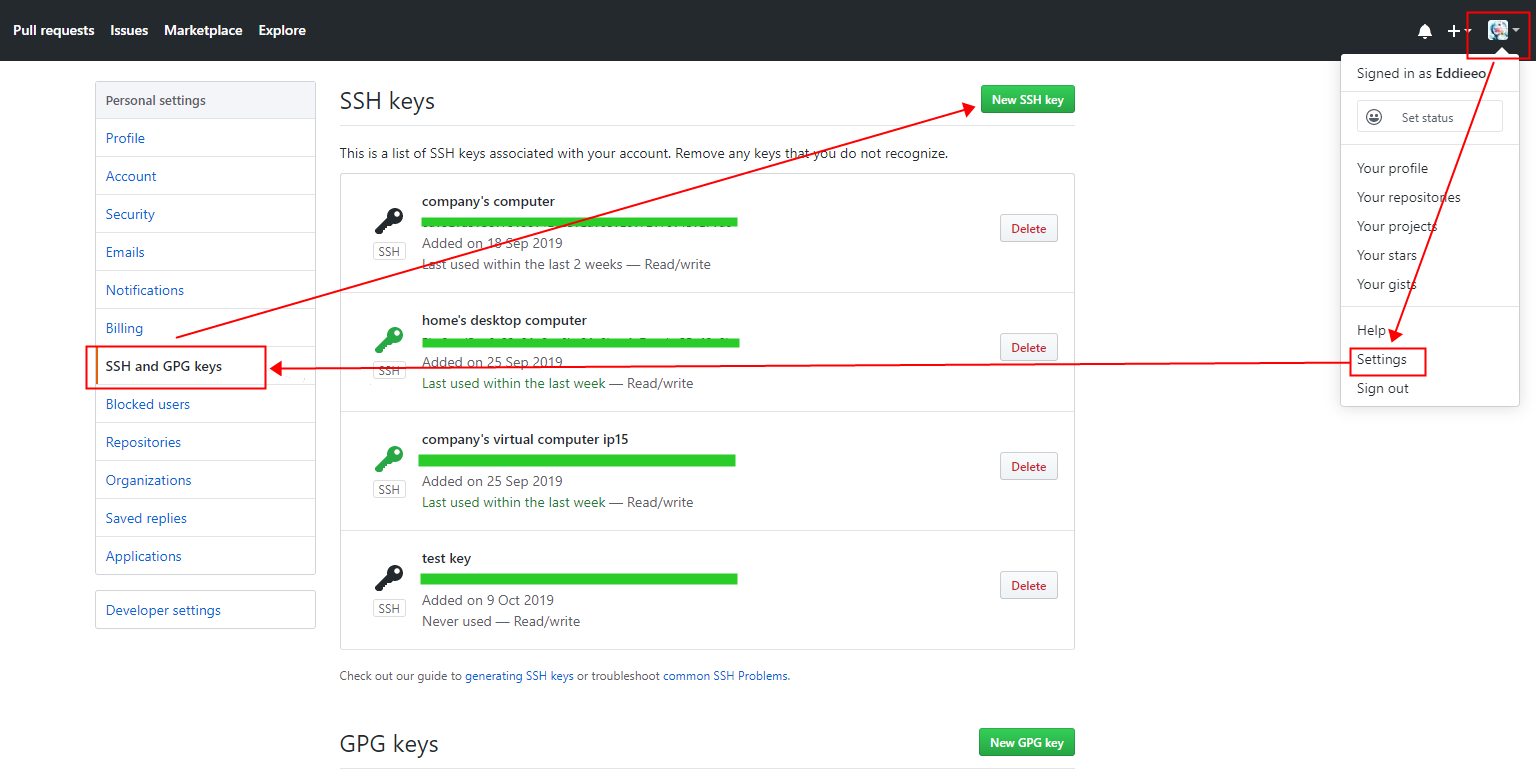 Pull requests Issues Marketplace Explore
Signed in as Eddieeo
Set status
Your profile
Your repositories
Your projects
Your stars
Your gists
Help
Settings
Sign out
Personal settings
Profile
Account
Security
Emails
Notifications
Billing
SSH and GPG keys
Blocked users
Repositories
Organizations
Saved replies
Applications
Developer settings
SSH keys
New SSH key
This is a list of SSH keys associated with your account. Remove any keys that you do not recognize.
company's computer
SSH
Added on 18 Sep 2019
Last used within the last 2 weeks — Read/write
Delete
home's desktop computer
SSH
Added on 25 Sep 2019
Last used within the last week — Read/write
Delete
company's virtual computer ip15
SSH
Added on 25 Sep 2019
Last used within the last week — Read/write
Delete
test key
SSH
Added on 9 Oct 2019
Never used — Read/write
Delete
Check out our guide to generating SSH keys or troubleshoot common SSH Problems.
GPG keys
New GPG key